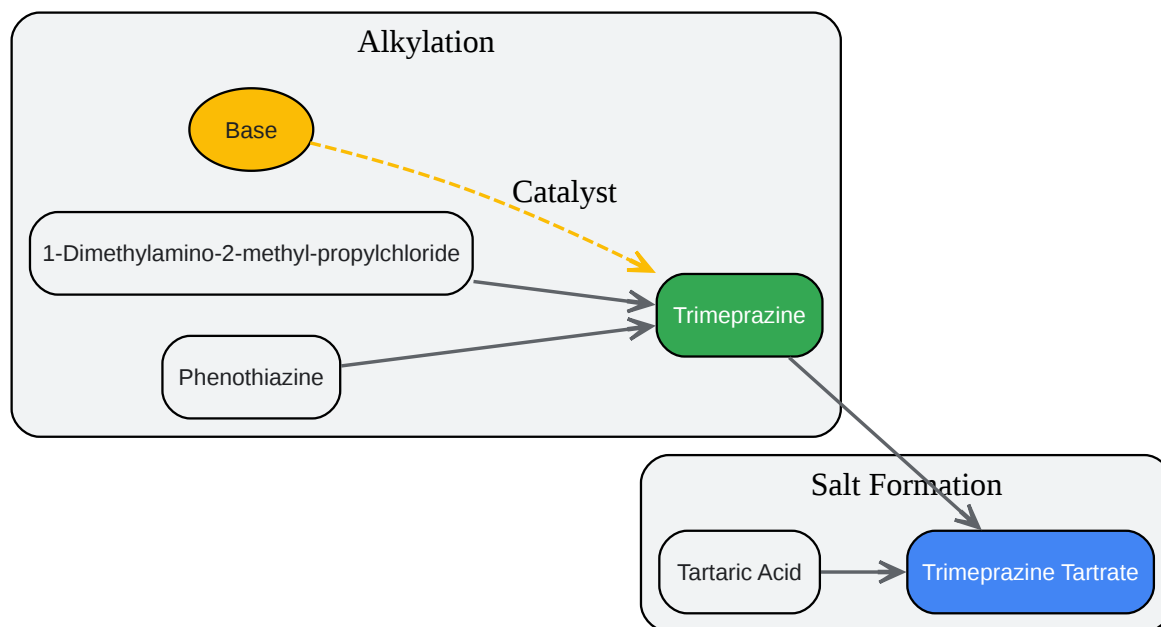 Alkylation
Base
Catalyst
1-Dimethylamino-2-methyl-propylchloride
Trimeprazine
Phenothiazine
Salt Formation
Tartaric Acid
Trimeprazine Tartrate